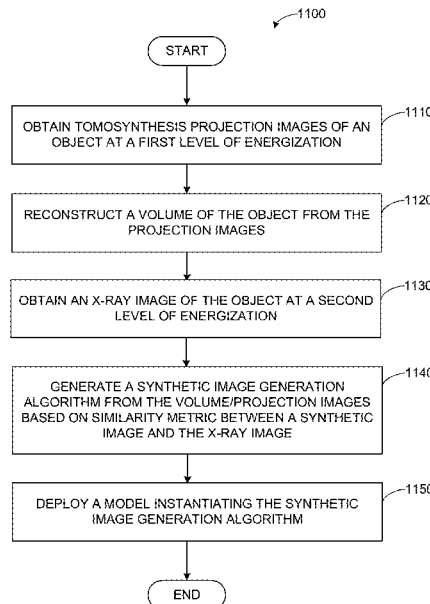 1100
START
1110
OBTAIN TOMOSYNTHESIS PROJECTION IMAGES OF AN
OBJECT AT A FIRST LEVEL OF ENERGIZATION
1120
RECONSTRUCT A VOLUME OF THE OBJECT FROM THE
PROJECTION IMAGES
1130
OBTAIN AN X-RAY IMAGE OF THE OBJECT AT A SECOND
LEVEL OF ENERGIZATION
1140
GENERATE A SYNTHETIC IMAGE GENERATION
ALGORITHM FROM THE VOLUME/PROJECTION IMAGES
BASED ON SIMILARITY METRIC BETWEEN A SYNTHETIC
IMAGE AND THE X-RAY IMAGE
1150
DEPLOY A MODEL INSTANTIATING THE SYNTHETIC
IMAGE GENERATION ALGORITHM
END